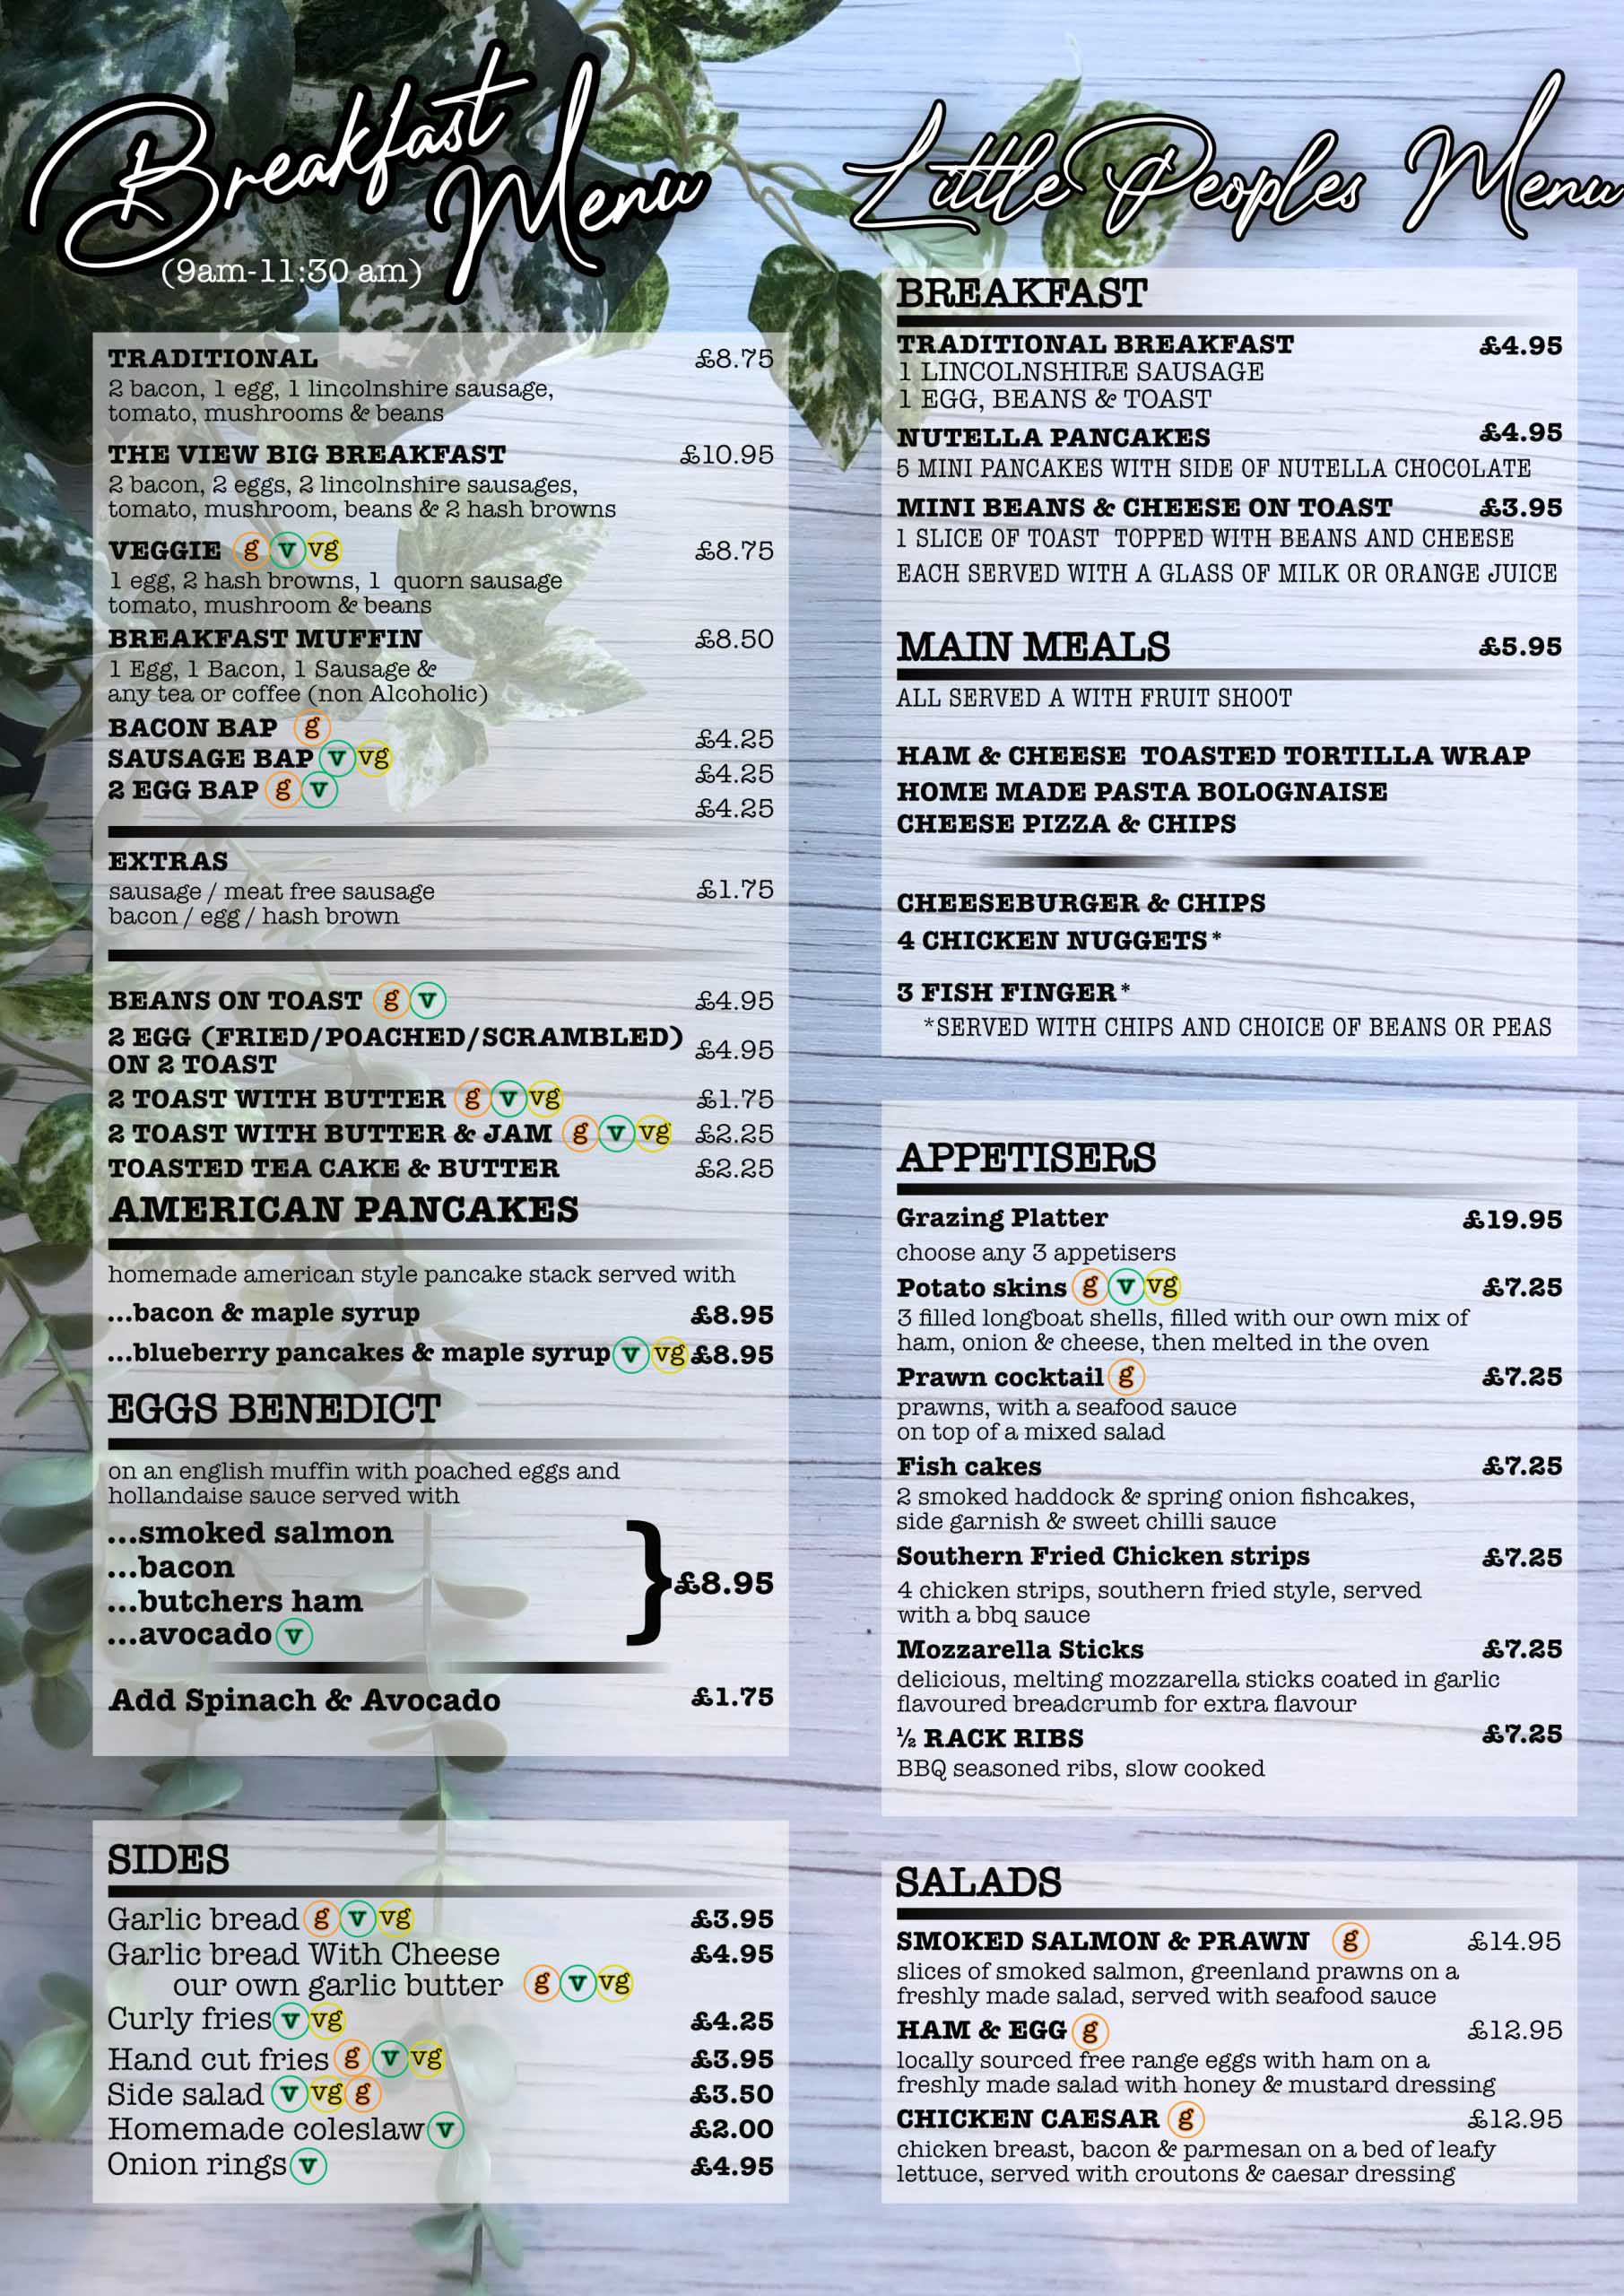 Breakfast
Menu
(9am-11:30 am)
TRADITIONAL £8.75
2 bacon, 1 egg, 1 lincolnshire sausage,
tomato, mushrooms & beans
THE VIEW BIG BREAKFAST £10.95
2 bacon, 2 eggs, 2 lincolnshire sausages,
tomato, mushroom, beans & 2 hash browns
VEGGIE g v vg £8.75
1 egg, 2 hash browns, 1 quorn sausage
tomato, mushroom & beans
BREAKFAST MUFFIN £8.50
1 Egg, 1 Bacon, 1 Sausage &
any tea or coffee (non Alcoholic)
BACON BAP g £4.25
SAUSAGE BAP v vg £4.25
2 EGG BAP g v £4.25
EXTRAS
sausage / meat free sausage £1.75
bacon / egg / hash brown
BEANS ON TOAST g v £4.95
2 EGG (FRIED/POACHED/SCRAMBLED) £4.95
ON 2 TOAST
2 TOAST WITH BUTTER g v vg £1.75
2 TOAST WITH BUTTER & JAM g v vg £2.25
TOASTED TEA CAKE & BUTTER £2.25
AMERICAN PANCAKES
homemade american style pancake stack served with
...bacon & maple syrup £8.95
...blueberry pancakes & maple syrup v vg £8.95
EGGS BENEDICT
on an english muffin with poached eggs and
hollandaise sauce served with
...smoked salmon
...bacon
...butchers ham } £8.95
...avocado v
Add Spinach & Avocado £1.75
SIDES
Garlic bread g v vg £3.95
Garlic bread With Cheese £4.95
our own garlic butter g v vg
Curly fries v vg £4.25
Hand cut fries g v vg £3.95
Side salad v vg g £3.50
Homemade coleslaw v £2.00
Onion rings v £4.95
Little Peoples Menu
BREAKFAST
TRADITIONAL BREAKFAST £4.95
1 LINCOLNSHIRE SAUSAGE
1 EGG, BEANS & TOAST
NUTELLA PANCAKES £4.95
5 MINI PANCAKES WITH SIDE OF NUTELLA CHOCOLATE
MINI BEANS & CHEESE ON TOAST £3.95
1 SLICE OF TOAST TOPPED WITH BEANS AND CHEESE
EACH SERVED WITH A GLASS OF MILK OR ORANGE JUICE
MAIN MEALS £5.95
ALL SERVED A WITH FRUIT SHOOT
HAM & CHEESE TOASTED TORTILLA WRAP
HOME MADE PASTA BOLOGNAISE
CHEESE PIZZA & CHIPS
CHEESEBURGER & CHIPS
4 CHICKEN NUGGETS*
3 FISH FINGER*
*SERVED WITH CHIPS AND CHOICE OF BEANS OR PEAS
APPETISERS
Grazing Platter £19.95
choose any 3 appetisers
Potato skins g v vg £7.25
3 filled longboat shells, filled with our own mix of
ham, onion & cheese, then melted in the oven
Prawn cocktail g £7.25
prawns, with a seafood sauce
on top of a mixed salad
Fish cakes £7.25
2 smoked haddock & spring onion fishcakes,
side garnish & sweet chilli sauce
Southern Fried Chicken strips £7.25
4 chicken strips, southern fried style, served
with a bbq sauce
Mozzarella Sticks £7.25
delicious, melting mozzarella sticks coated in garlic
flavoured breadcrumb for extra flavour
½ RACK RIBS £7.25
BBQ seasoned ribs, slow cooked
SALADS
SMOKED SALMON & PRAWN g £14.95
slices of smoked salmon, greenland prawns on a
freshly made salad, served with seafood sauce
HAM & EGG g £12.95
locally sourced free range eggs with ham on a
freshly made salad with honey & mustard dressing
CHICKEN CAESAR g £12.95
chicken breast, bacon & parmesan on a bed of leafy
lettuce, served with croutons & caesar dressing